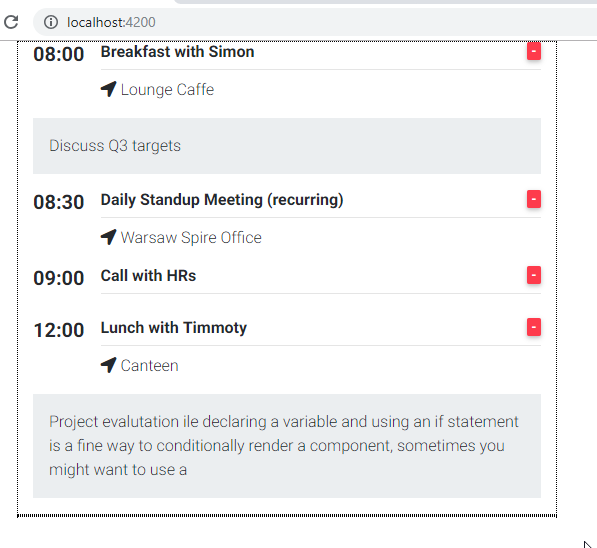 localhost:4200
08:00 Breakfast with Simon -
Lounge Caffe
Discuss Q3 targets
08:30 Daily Standup Meeting (recurring) -
Warsaw Spire Office
09:00 Call with HRs -
12:00 Lunch with Timmoty -
Canteen
Project evalutation ile declaring a variable and using an if statement
is a fine way to conditionally render a component, sometimes you
might want to use a